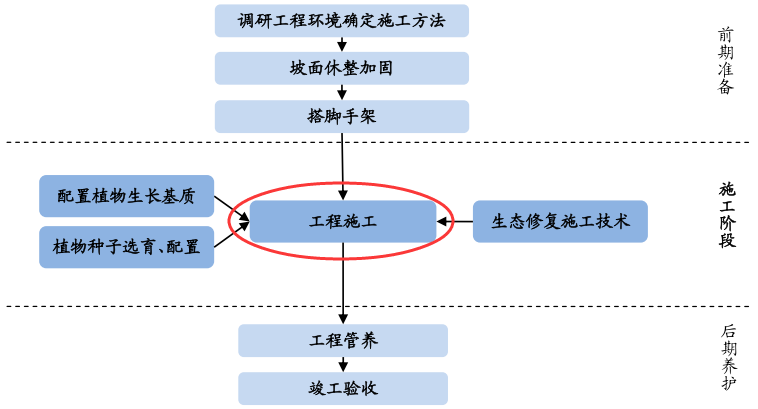 调研工程环境确定施工方法
坡面休整加固
搭脚手架
前期准备
配置植物生长基质
植物种子选育、配置
工程施工
生态修复施工技术
施工阶段
工程管养
竣工验收
后期养护